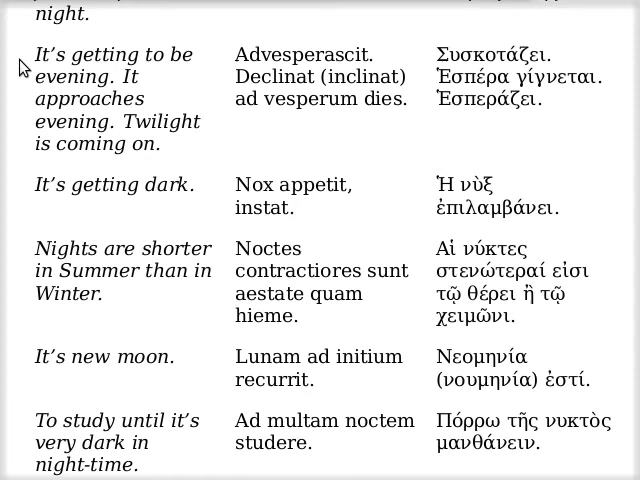 night.
It’s getting to be
evening. It
approaches
evening. Twilight
is coming on.
Advesperascit.
Declinat (inclinat)
ad vesperum dies.
Συσκοτάζει.
Ἑσπέρα γίγνεται.
Ἑσπεράζει.
It’s getting dark.
Nox appetit,
instat.
Ἡ νὺξ
ἐπιλαμβάνει.
Nights are shorter
in Summer than in
Winter.
Noctes
contractiores sunt
aestate quam
hieme.
Αἱ νύκτες
στενώτεραί εἰσι
τῷ θέρει ἢ τῷ
χειμῶνι.
It’s new moon.
Lunam ad initium
recurrit.
Νεομηνία
(νουμηνία) ἐστί.
To study until it’s
very dark in
night-time.
Ad multam noctem
studere.
Πόρρω τῆς νυκτὸς
μανθάνειν.